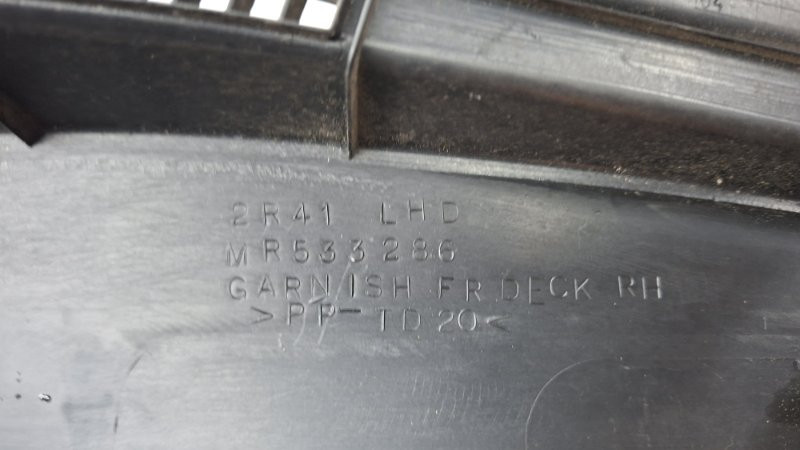 2R41 LHD
MR533286
GARNISH FR DECK RH
>PP-TD20<